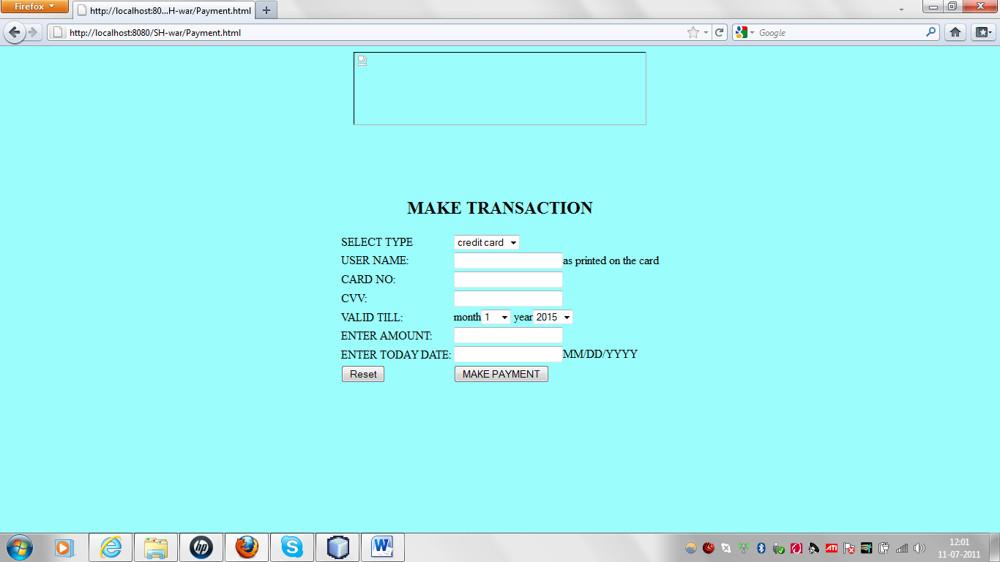 Firefox
http://localhost:80...H-war/Payment.html
http://localhost:8080/SH-war/Payment.html
Google
MAKE TRANSACTION
SELECT TYPE credit card
USER NAME: as printed on the card
CARD NO:
CVV:
VALID TILL: month 1 year 2015
ENTER AMOUNT:
ENTER TODAY DATE: MM/DD/YYYY
Reset MAKE PAYMENT
hp
ATI
12:01
11-07-2011